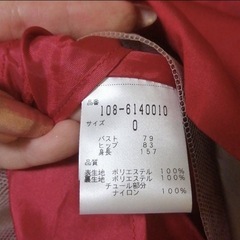 品番
108-6140010
サイズ
0
バスト 79
ヒップ 83
身長 157
品質
表生地 ポリエステル 100%
裏生地 ポリエステル 100%
チュール部分
ナイロン 100%